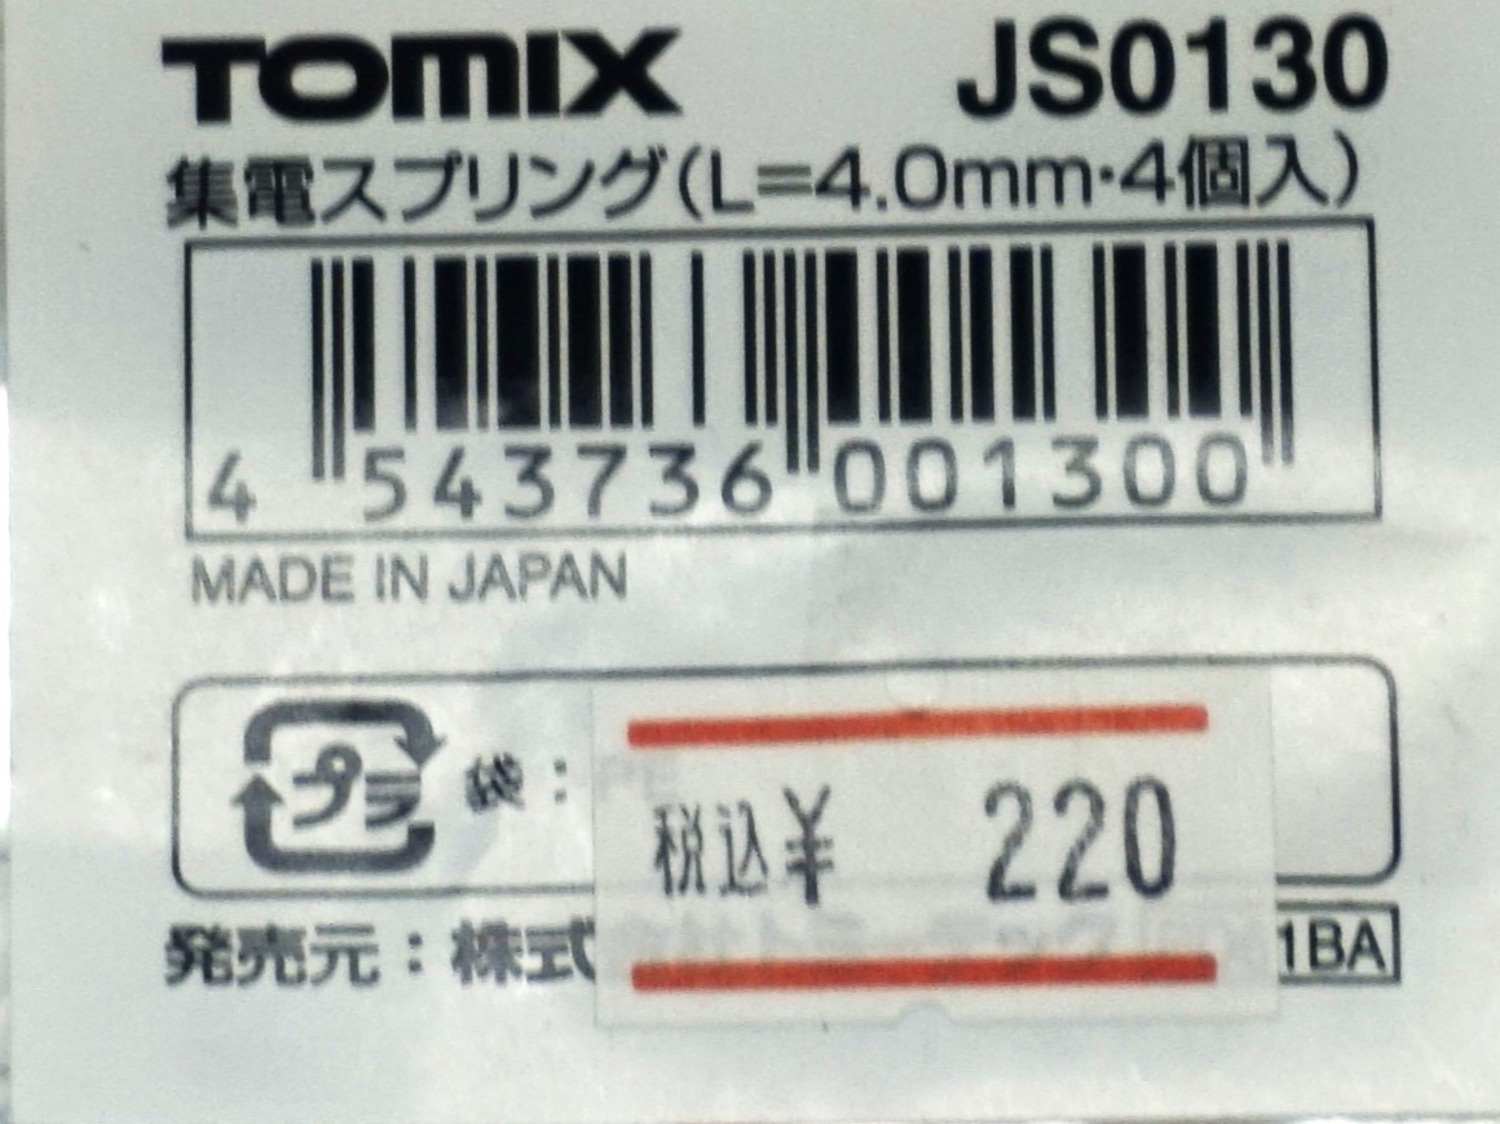 TOMIX JS0130
集電スプリング(L=4.0mm・4個入)
4 543736 001300
MADE IN JAPAN
プラ 袋：
税込¥ 220
発売元：株式 1BA